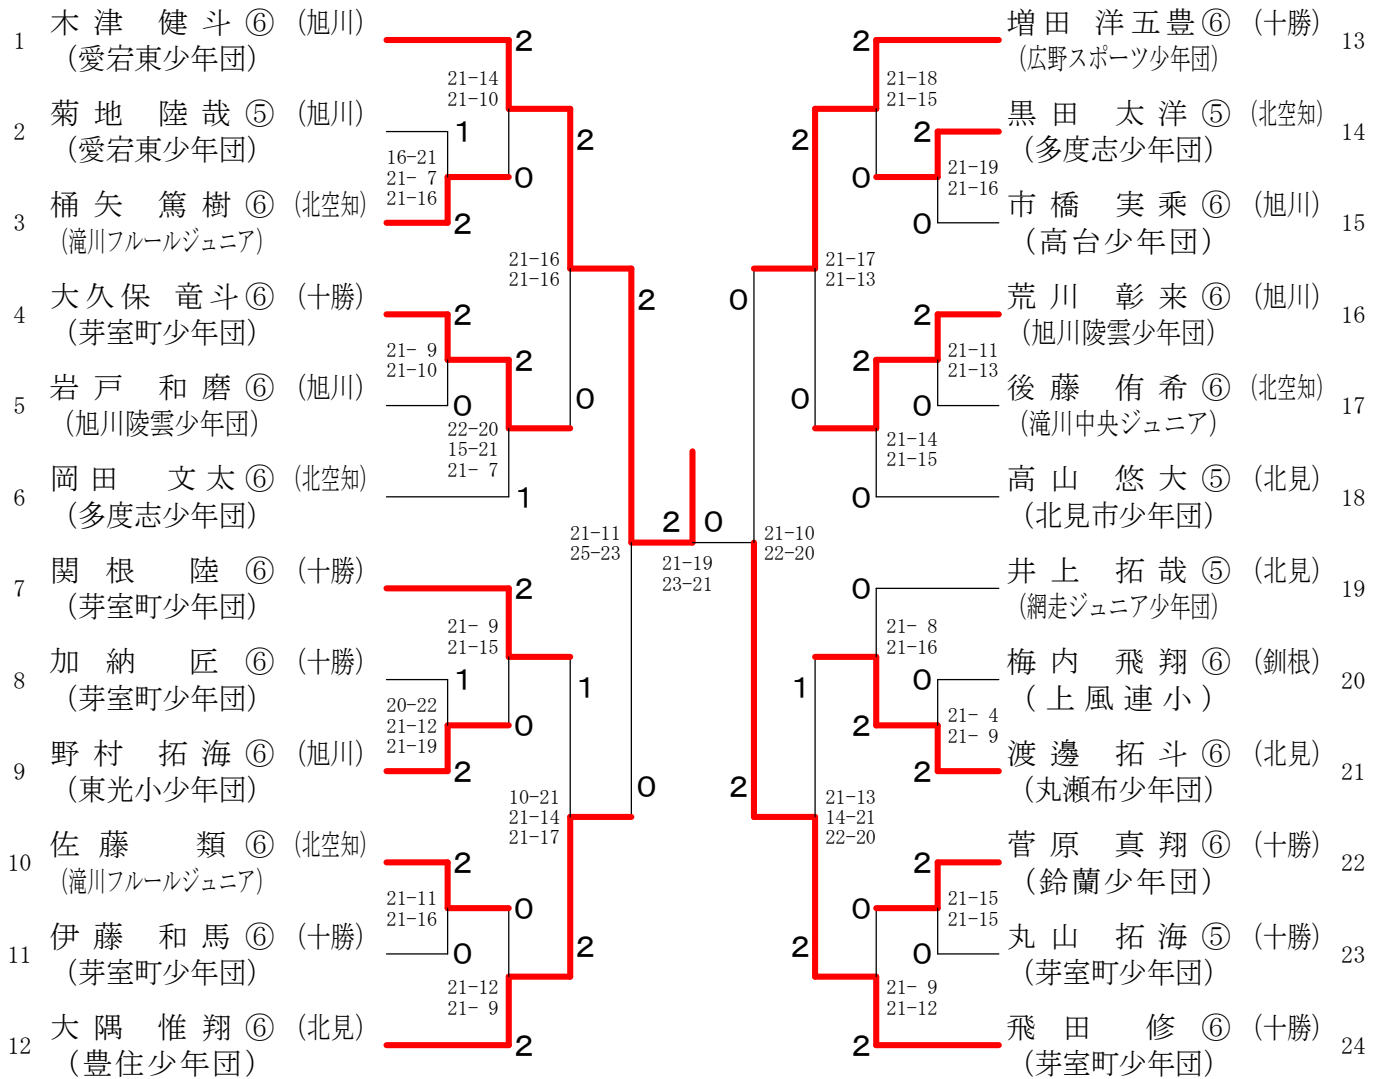 1 木津 健斗⑥ (旭川)
(愛宕東少年団)
2
21-14
21-10
2 菊地 陸哉⑤ (旭川)
(愛宕東少年団)
1
2
16-21
21- 7
21-16
0
3 桶矢 篤樹⑥ (北空知)
(滝川フルールジュニア)
2
21-16
21-16
4 大久保 竜斗⑥ (十勝)
(芽室町少年団)
2
2
21- 9
21-10
2
5 岩戸 和磨⑥ (旭川)
(旭川陵雲少年団)
0
0
22-20
15-21
21- 7
6 岡田 文太⑥ (北空知)
(多度志少年団)
1
21-11
25-23
2
0
21-19
23-21
7 関根 陸⑥ (十勝)
(芽室町少年団)
2
21- 9
21-15
8 加納 匠⑥ (十勝)
(芽室町少年団)
1
1
20-22
21-12
21-19
0
9 野村 拓海⑥ (旭川)
(東光小少年団)
2
0
10-21
21-14
21-17
10 佐藤 類⑥ (北空知)
(滝川フルールジュニア)
2
21-11
21-16
0
11 伊藤 和馬⑥ (十勝)
(芽室町少年団)
0
2
21-12
21- 9
12 大隅 惟翔⑥ (北見)
(豊住少年団)
2
2
増田 洋五豊⑥ (十勝) 13
(広野スポーツ少年団)
21-18
21-15
2
2
黒田 太洋⑤ (北空知) 14
(多度志少年団)
0
21-19
21-16
0
市橋 実乗⑥ (旭川) 15
(高台少年団)
21-17
21-13
0
2
荒川 彰来⑥ (旭川) 16
(旭川陵雲少年団)
2
21-11
21-13
0
0
後藤 侑希⑥ (北空知) 17
(滝川中央ジュニア)
21-14
21-15
0
高山 悠大⑤ (北見) 18
(北見市少年団)
21-10
22-20
0
井上 拓哉⑤ (北見) 19
(網走ジュニア少年団)
21- 8
21-16
1
0
梅内 飛翔⑥ (釧根) 20
(上風連小)
2
21- 4
21- 9
2
渡邊 拓斗⑥ (北見) 21
(丸瀬布少年団)
2
21-13
14-21
22-20
2
菅原 真翔⑥ (十勝) 22
(鈴蘭少年団)
0
21-15
21-15
2
0
丸山 拓海⑤ (十勝) 23
(芽室町少年団)
21- 9
21-12
2
飛田 修⑥ (十勝) 24
(芽室町少年団)